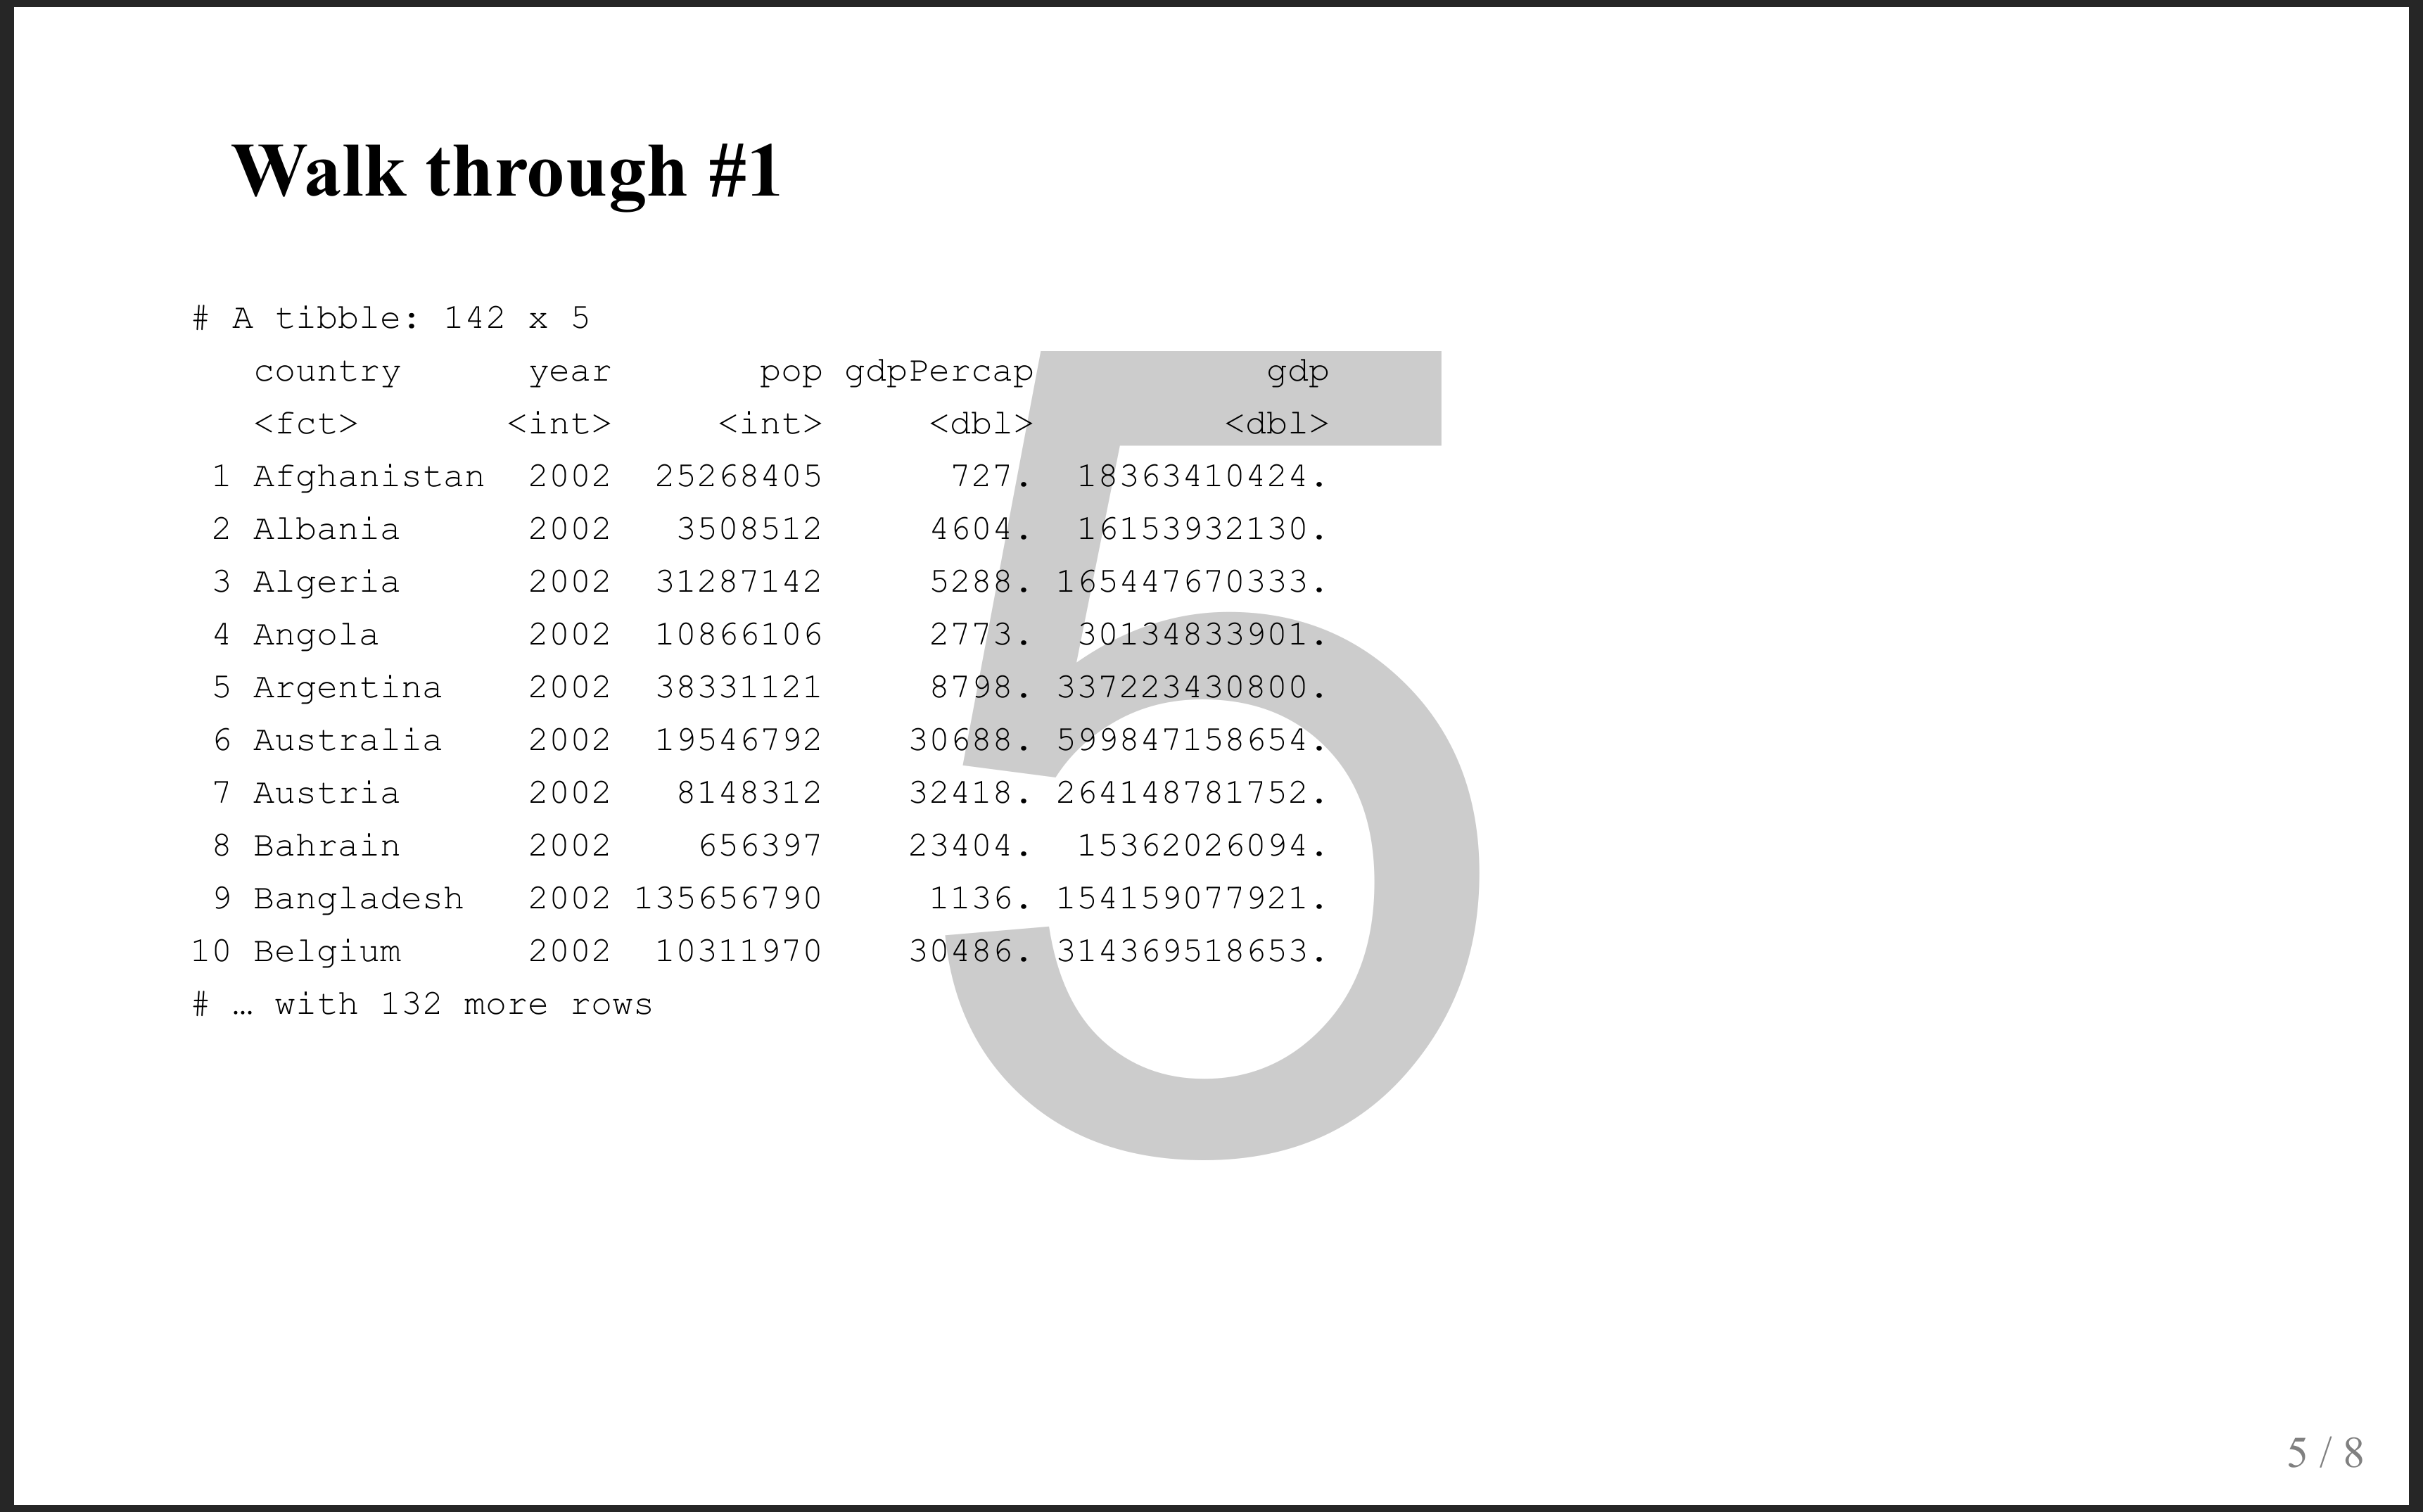 Walk through #1
# A tibble: 142 x 5
   country      year       pop gdpPercap           gdp
   <fct>       <int>     <int>     <dbl>         <dbl>
 1 Afghanistan  2002  25268405      727.  18363410424.
 2 Albania      2002   3508512     4604.  16153932130.
 3 Algeria      2002  31287142     5288. 165447670333.
 4 Angola       2002  10866106     2773.  30134833901.
 5 Argentina    2002  38331121     8798. 337223430800.
 6 Australia    2002  19546792    30688. 599847158654.
 7 Austria      2002   8148312    32418. 264148781752.
 8 Bahrain      2002    656397    23404.  15362026094.
 9 Bangladesh   2002 135656790     1136. 154159077921.
10 Belgium      2002  10311970    30486. 314369518653.
# … with 132 more rows
5
5 / 8